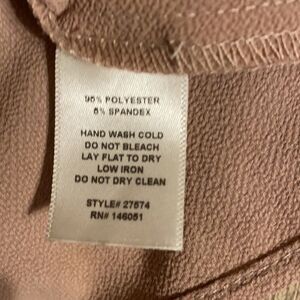 95% POLYESTER
5% SPANDEX
HAND WASH COLD
DO NOT BLEACH
LAY FLAT TO DRY
LOW IRON
DO NOT DRY CLEAN
STYLE# 27574
RN# 146051